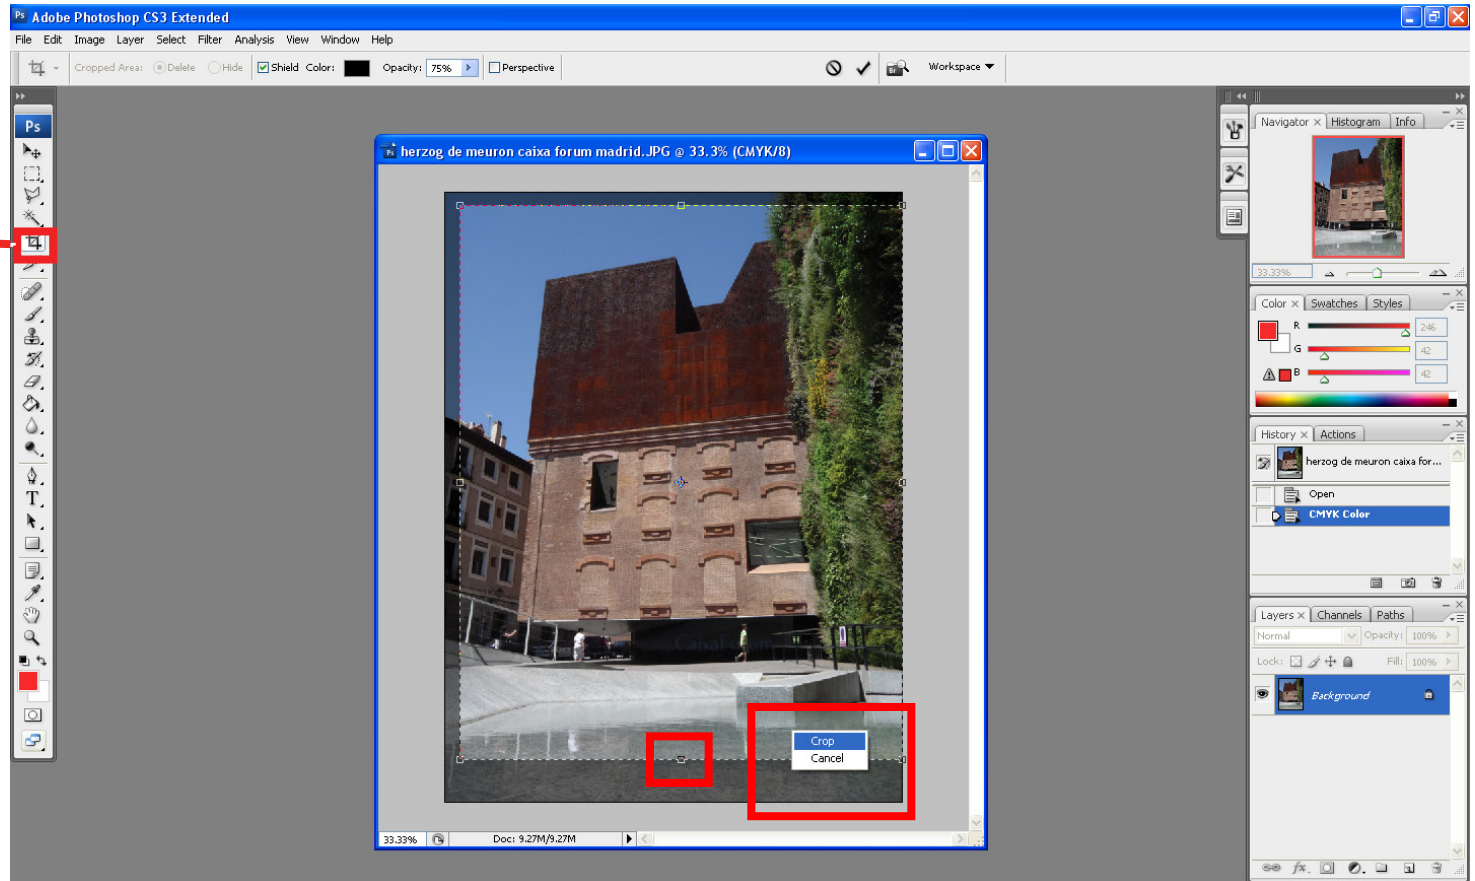 Ps Adobe Photoshop CS3 Extended
File Edit Image Layer Select Filter Analysis View Window Help
Cropped Area: Delete Hide Shield Color: Opacity: 75% Perspective
Workspace
Ps
herzog de meuron caixa forum madrid.JPG @ 33.3% (CMYK/8)
Crop
Cancel
33.33% Doc: 9.27M/9.27M
Navigator × Histogram Info
33.33%
Color × Swatches Styles
R 246
G 42
B 42
History × Actions
herzog de meuron caixa for...
Open
CMYK Color
Layers × Channels Paths
Normal Opacity: 100%
Lock: Fill: 100%
Background